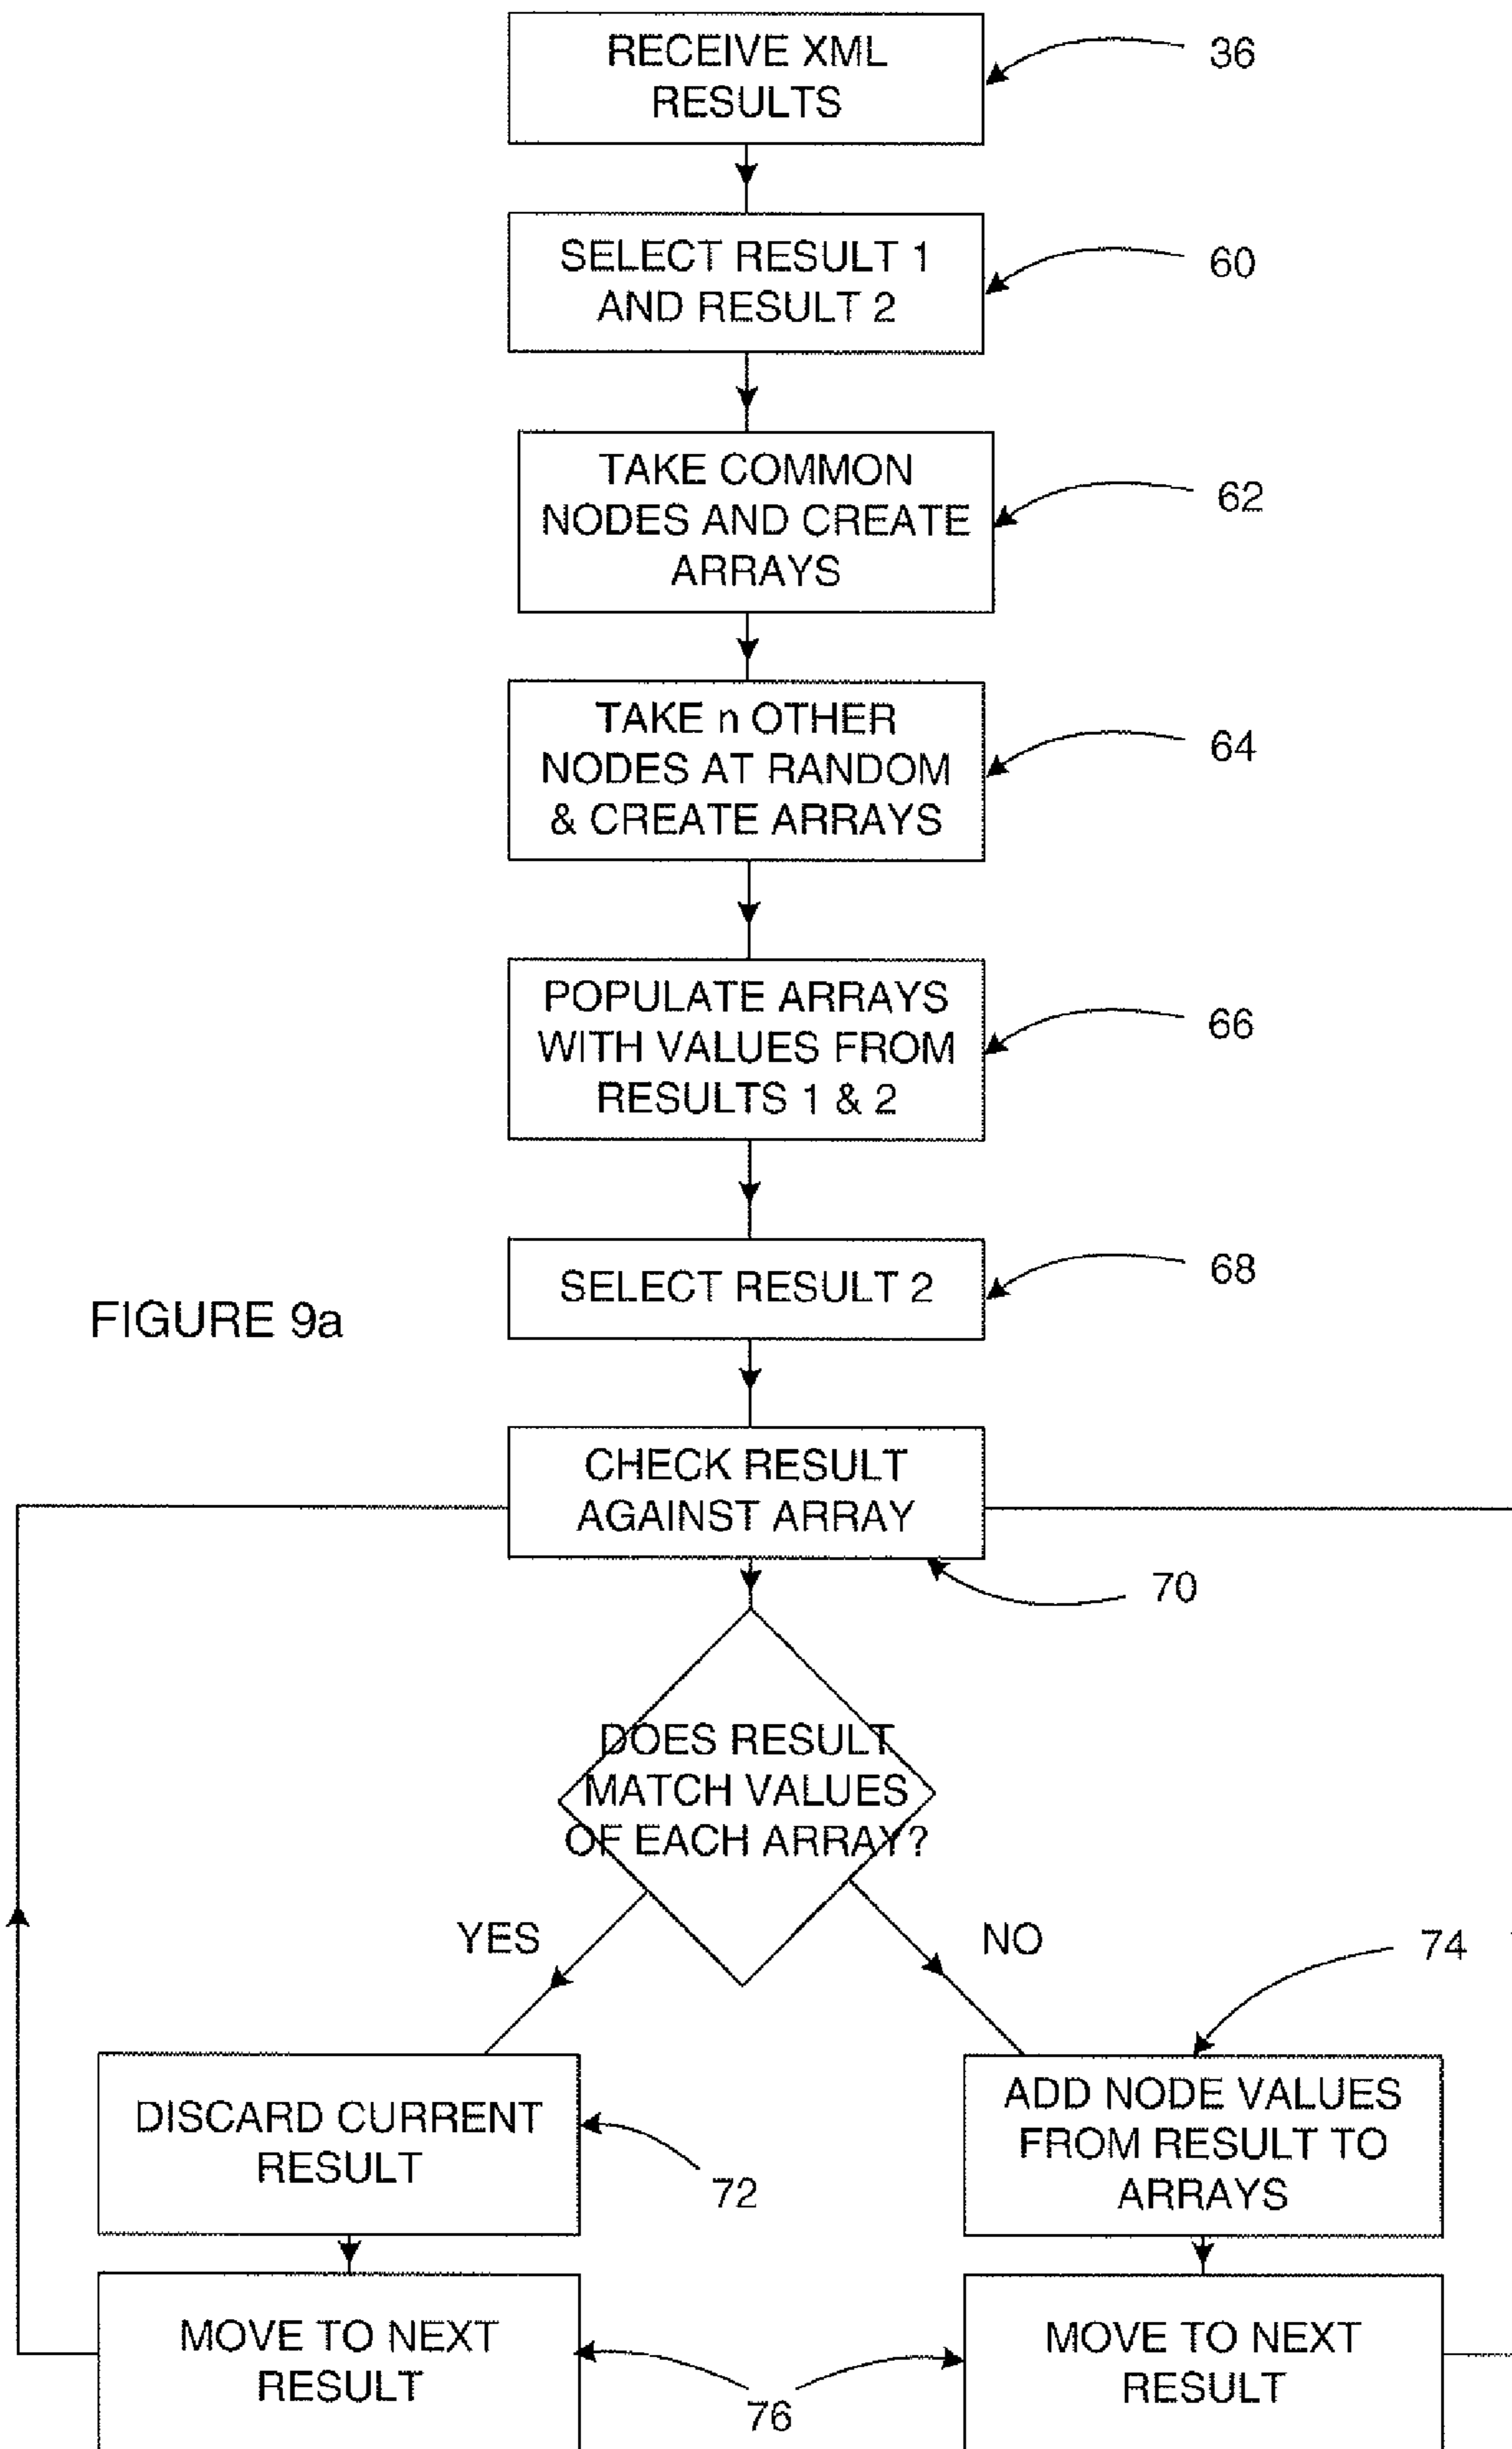 RECEIVE XML
RESULTS
36
SELECT RESULT 1
AND RESULT 2
60
TAKE COMMON
NODES AND CREATE
ARRAYS
62
TAKE n OTHER
NODES AT RANDOM
& CREATE ARRAYS
64
POPULATE ARRAYS
WITH VALUES FROM
RESULTS 1 & 2
66
SELECT RESULT 2
68
FIGURE 9a
CHECK RESULT
AGAINST ARRAY
70
DOES RESULT
MATCH VALUES
OF EACH ARRAY?
YES
NO
74
DISCARD CURRENT
RESULT
72
ADD NODE VALUES
FROM RESULT TO
ARRAYS
MOVE TO NEXT
RESULT
76
MOVE TO NEXT
RESULT